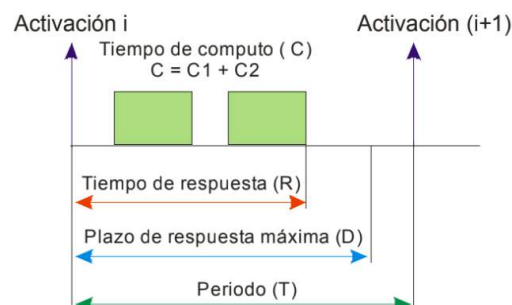 Activación i
Activación (i+1)
Tiempo de computo ( C)
C = C1 + C2
Tiempo de respuesta (R)
Plazo de respuesta máxima (D)
Periodo (T)